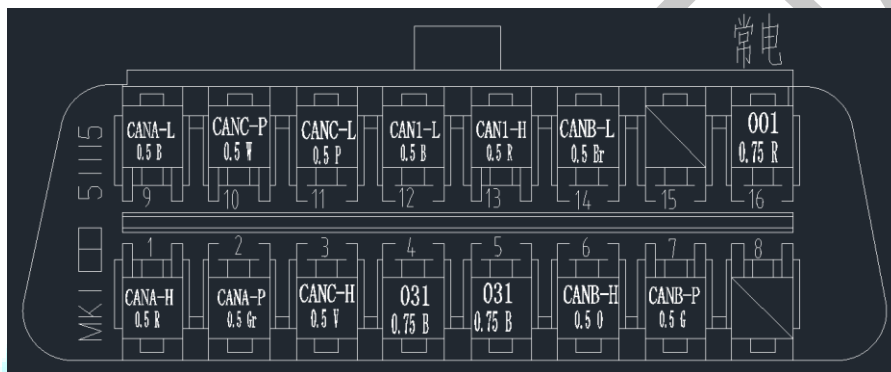 常电
CANA-L CANC-P CANC-L CAN1-L CAN1-H CANB-L 001
0.5 B 0.5 W 0.5 P 0.5 B 0.5 R 0.5 Br 0.75 R
9 10 11 12 13 14 15 16
1 2 3 4 5 6 7 8
CANA-H CANA-P CANC-H 031 031 CANB-H CANB-P
0.5 R 0.5 Gr 0.5 V 0.75 B 0.75 B 0.5 O 0.5 G